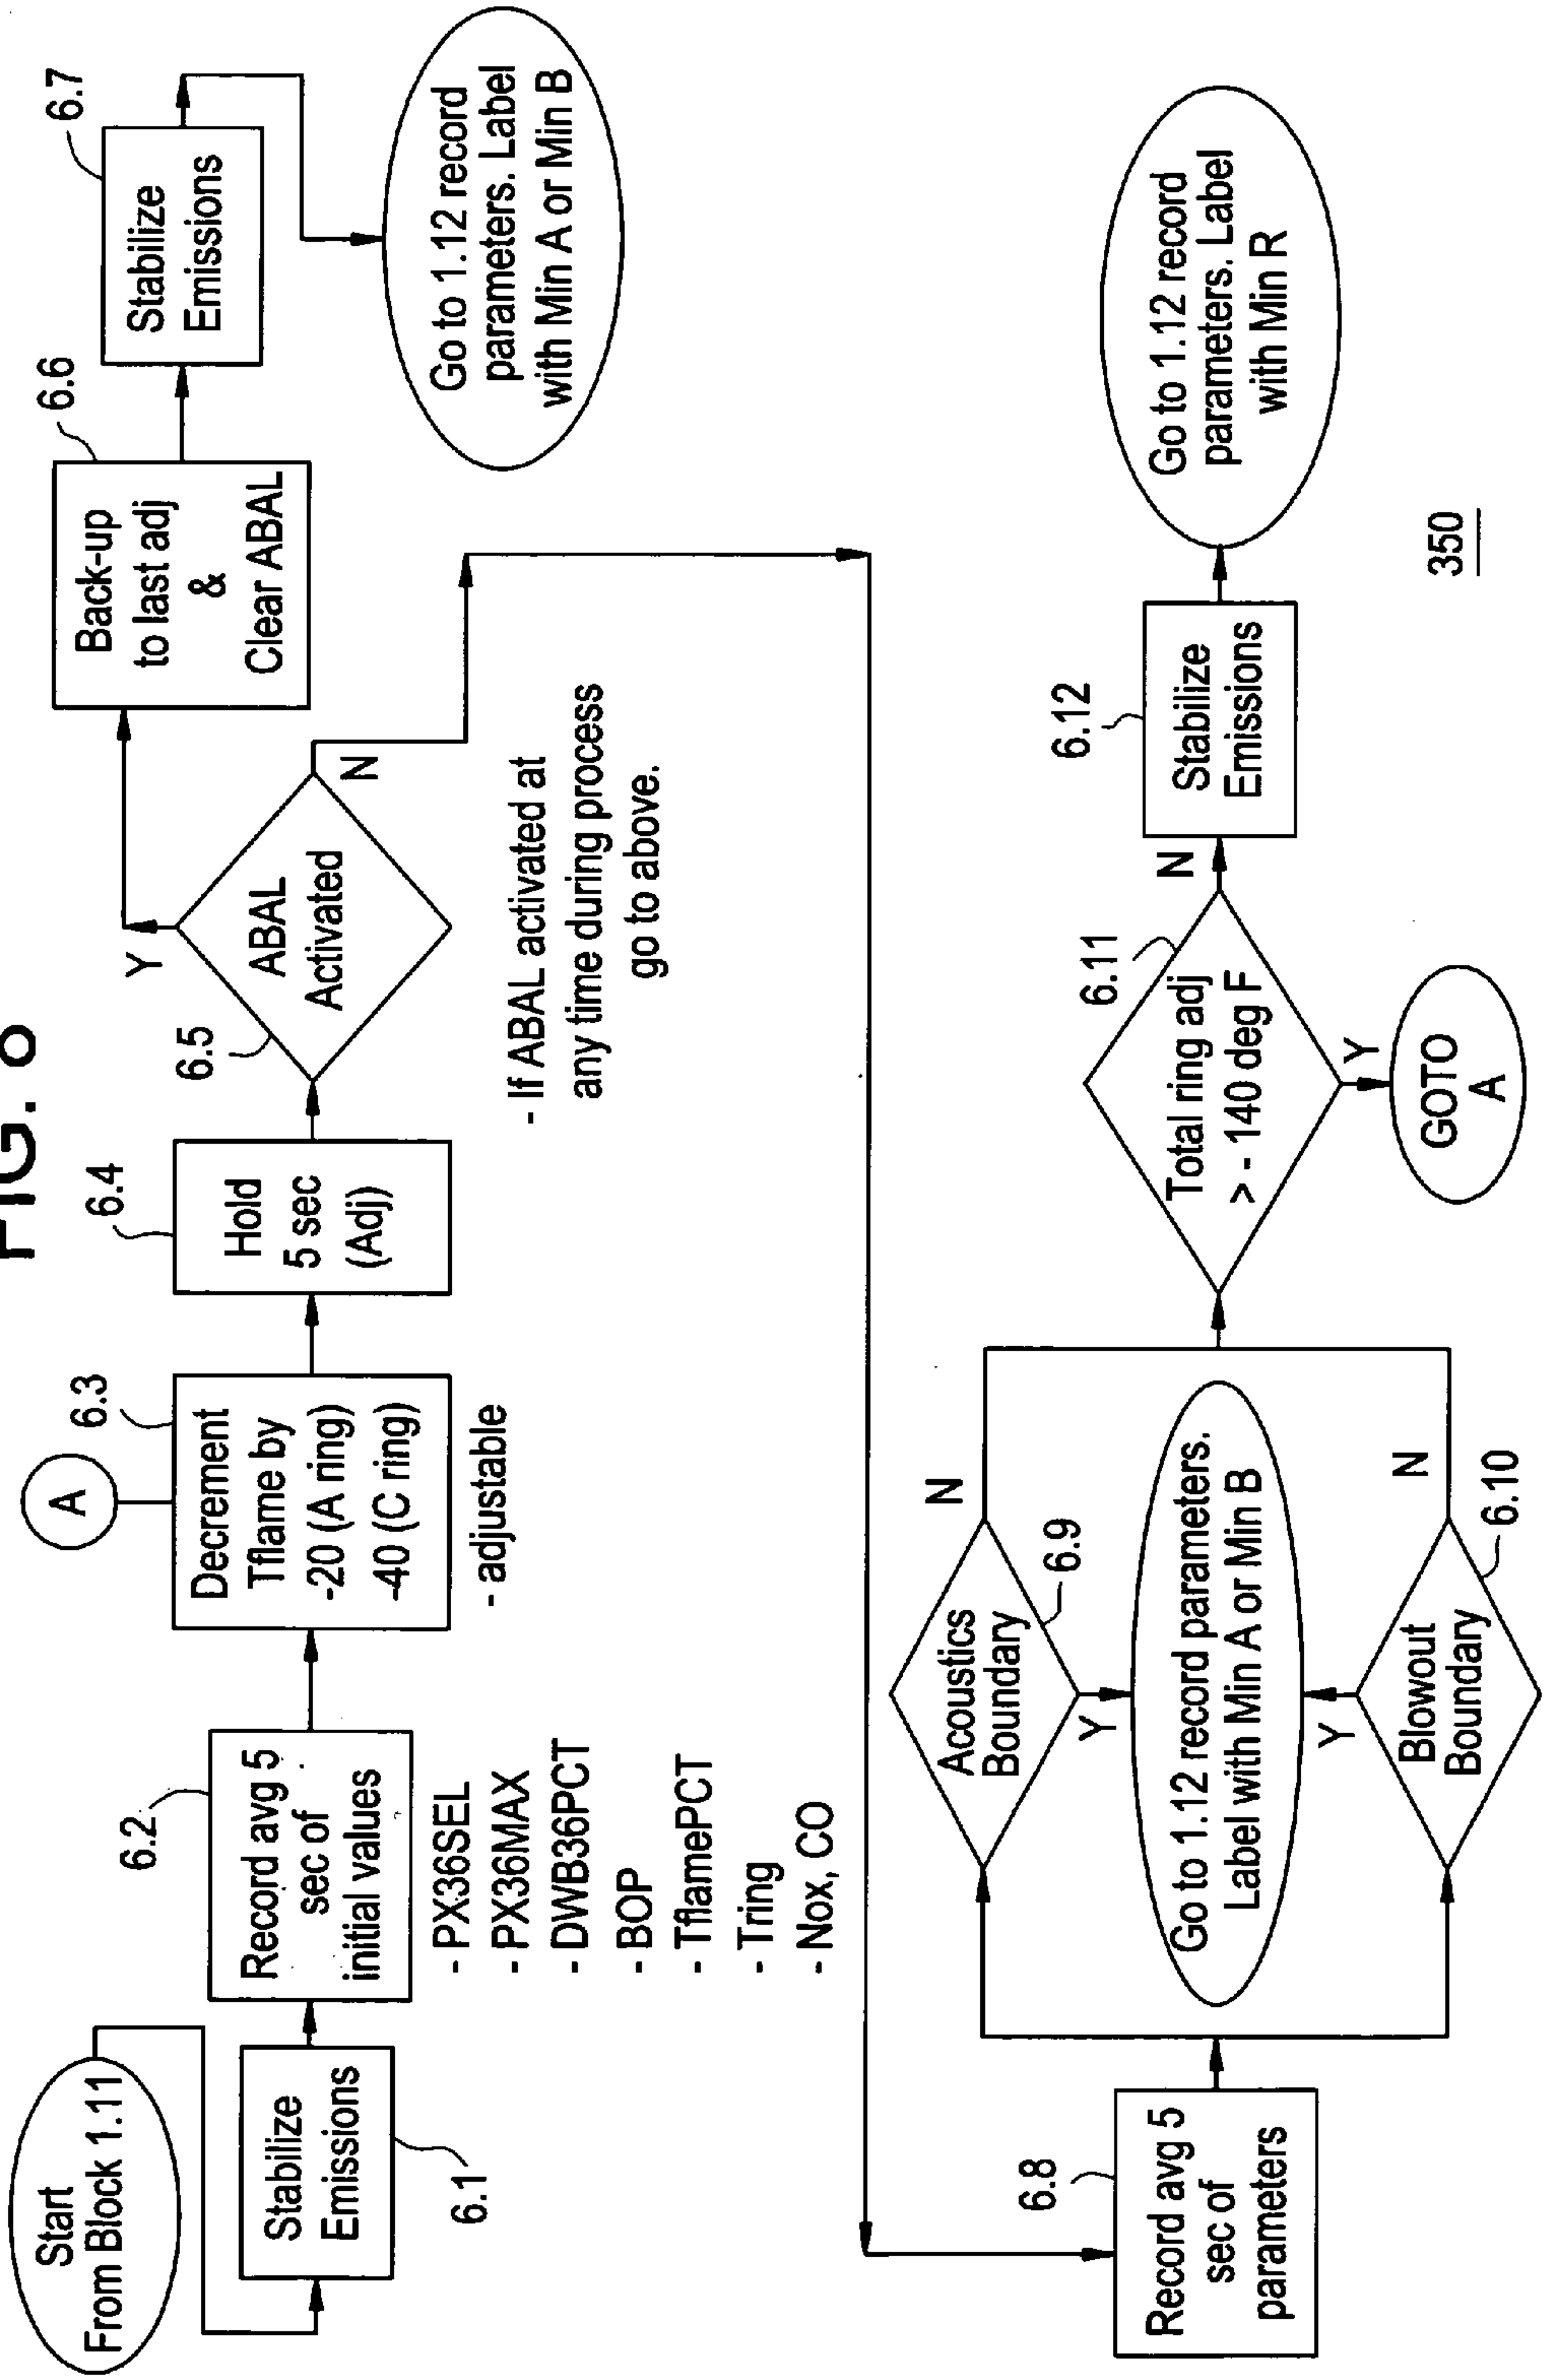 FIG.
Start
From Block 1.11
Stabilize
Emissions
6.1
6.2
Record avg 5
sec of
initial values
- PX36SEL
- PX36MAX
- DWB36PCT
- BOP
- TflamePCT
- Tring
- Nox, CO
A
6.3
Decrement
Tflame by
-20 (A ring)
-40 (C ring)
- adjustable
6.4
Hold
5 sec
(Adj)
6.5
ABAL
Activated
Y
N
- If ABAL activated at
any time during process
go to above.
6.6
Back-up
to last adj
&
Clear ABAL
6.7
Stabilize
Emissions
Go to 1.12 record
parameters. Label
with Min A or Min B
6.8
Record avg 5
sec of
parameters
Acoustics
Boundary
6.9
N
Y
Go to 1.12 record parameters.
Label with Min A or Min B
Y
Blowout
Boundary
N
6.10
6.11
Total ring adj
> - 140 deg F
N
Y
GOTO
A
6.12
Stabilize
Emissions
Go to 1.12 record
parameters. Label
with Min R
350